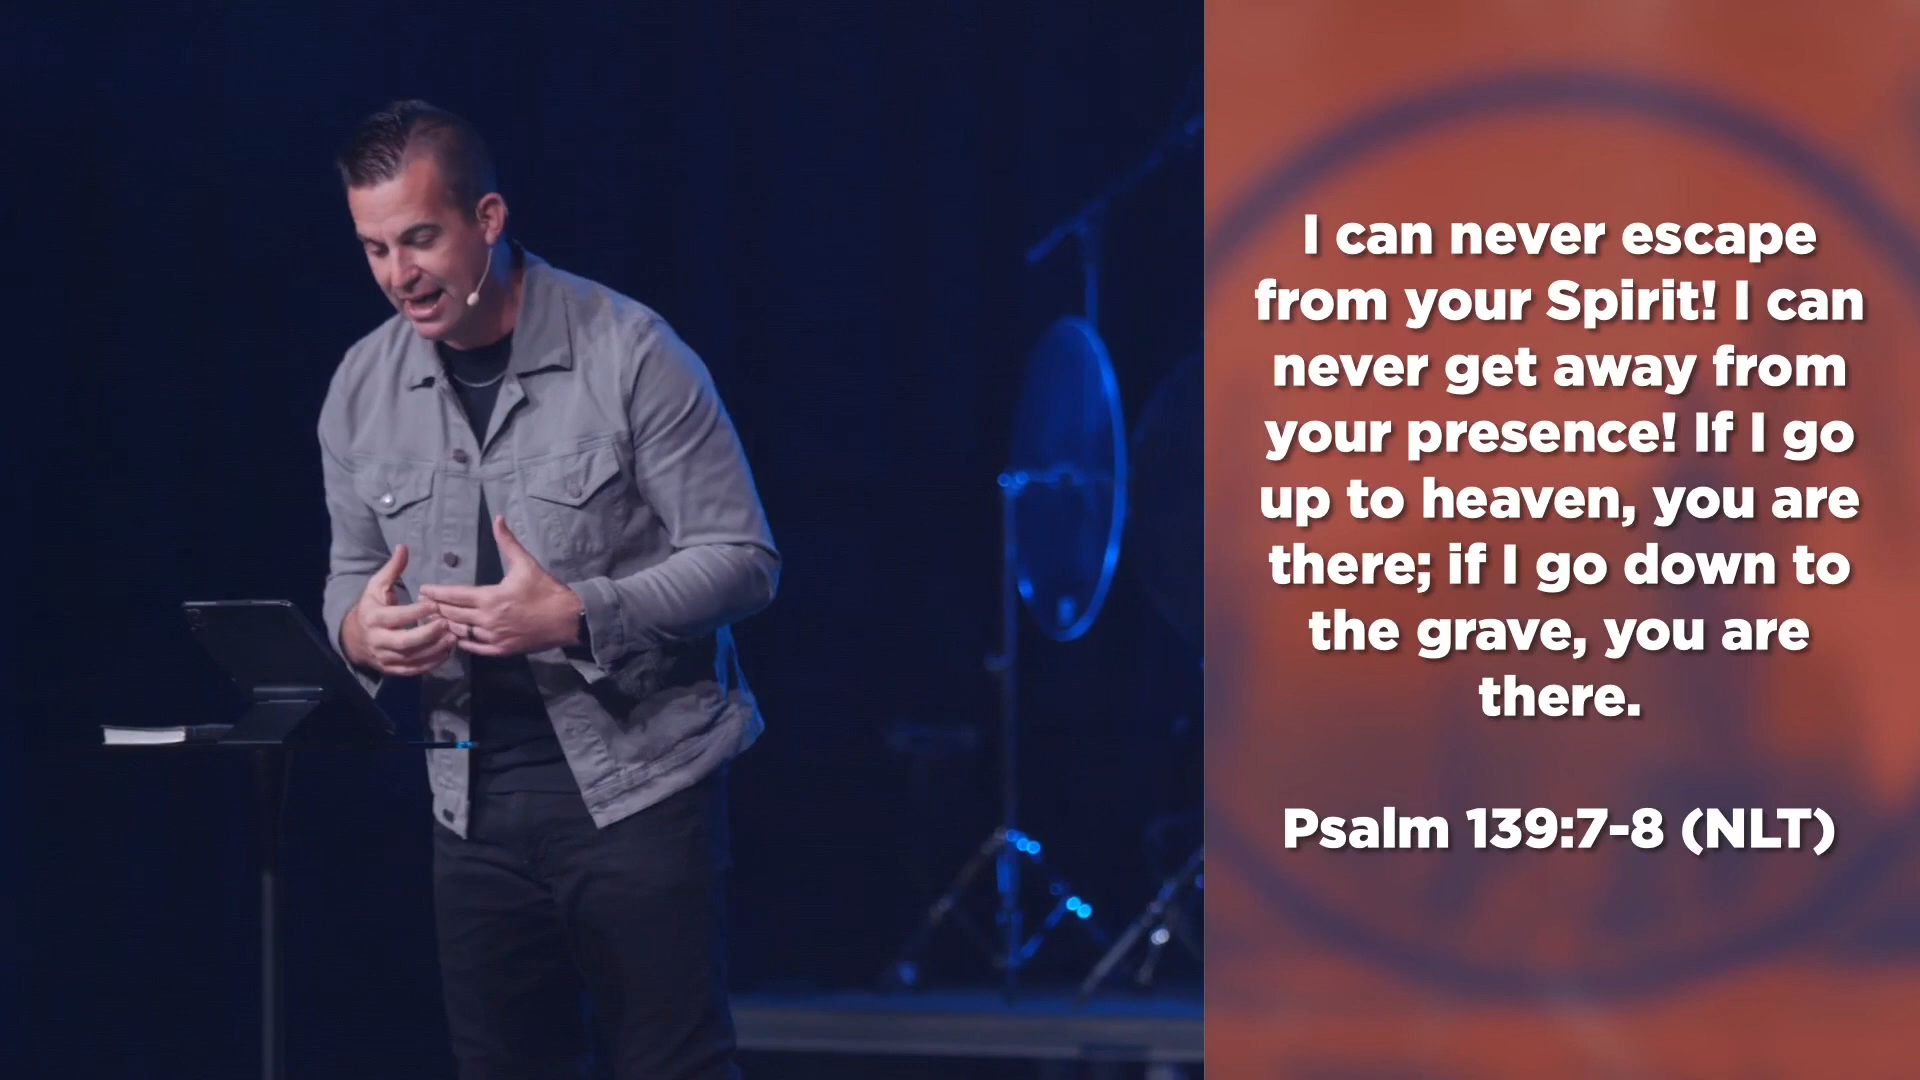 I can never escape
from your Spirit! I can
never get away from
your presence! If I go
up to heaven, you are
there; if I go down to
the grave, you are
there.
Psalm 139:7-8 (NLT)